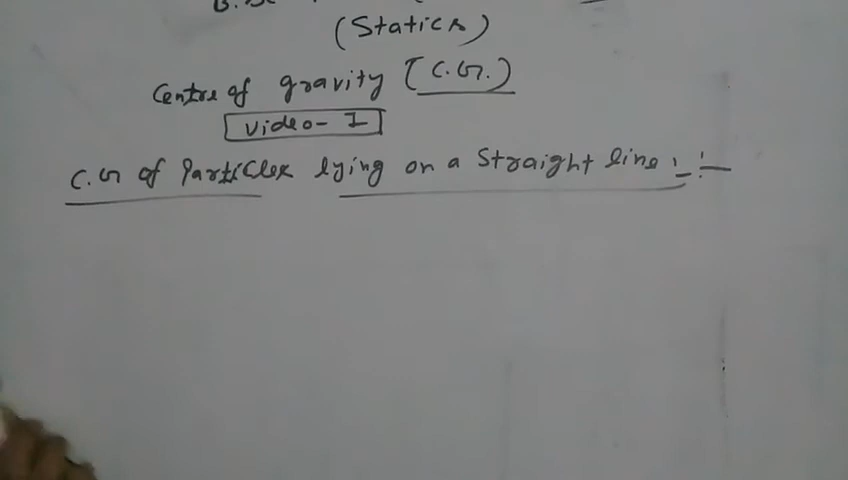 (Statics)
Centre of gravity (C.G.)
Video- I
C.G of Particles lying on a straight line :-